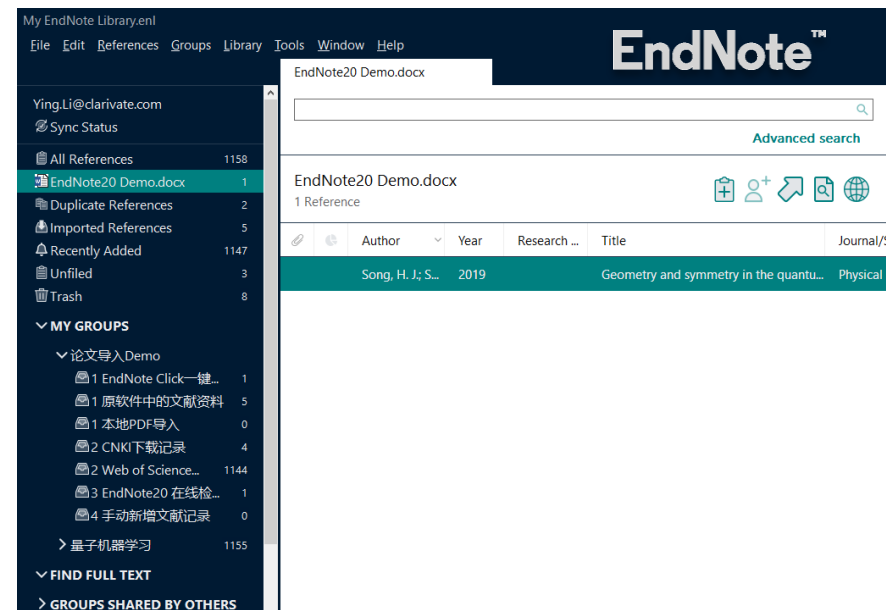 My EndNote Library.enl
File Edit References Groups Library Tools Window Help
EndNote™
EndNote20 Demo.docx
Ying.Li@clarivate.com
Sync Status
Advanced search
All References 1158
EndNote20 Demo.docx 1
Duplicate References 2
Imported References 5
Recently Added 1147
Unfiled 3
Trash 8
MY GROUPS
论文导入Demo
1 EndNote Click一键... 1
1 原软件中的文献资料 5
1 本地PDF导入 0
2 CNKI下载记录 4
2 Web of Science... 1144
3 EndNote20 在线检... 1
4 手动新增文献记录 0
量子机器学习 1155
FIND FULL TEXT
GROUPS SHARED BY OTHERS
EndNote20 Demo.docx
1 Reference
Author Year Research ... Title Journal/S
Song, H. J.; S... 2019 Geometry and symmetry in the quantu... Physical